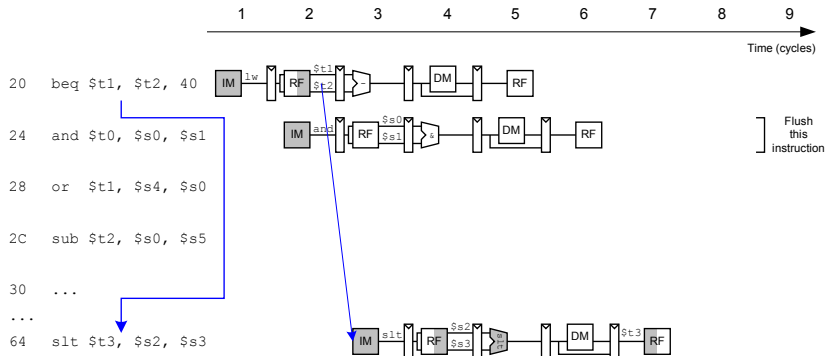 1 2 3 4 5 6 7 8 9
Time (cycles)
20 beq $t1, $t2, 40 IM lw RF $t1 $t2 - DM RF
24 and $t0, $s0, $s1 IM and RF $s0 $s1 & DM RF
Flush
this
instruction
28 or $t1, $s4, $s0
2C sub $t2, $s0, $s5
30 ...
...
64 slt $t3, $s2, $s3 IM slt RF $s2 $s3 slt DM $t3 RF